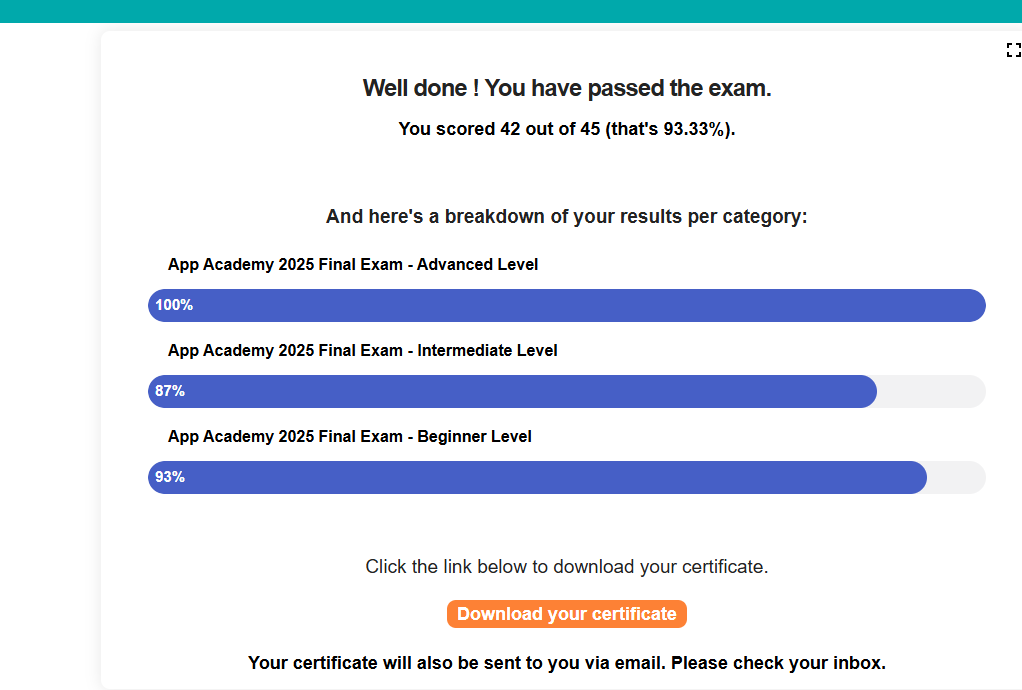 Well done ! You have passed the exam.
You scored 42 out of 45 (that's 93.33%).
And here's a breakdown of your results per category:
App Academy 2025 Final Exam - Advanced Level
100%
App Academy 2025 Final Exam - Intermediate Level
87%
App Academy 2025 Final Exam - Beginner Level
93%
Click the link below to download your certificate.
Download your certificate
Your certificate will also be sent to you via email. Please check your inbox.